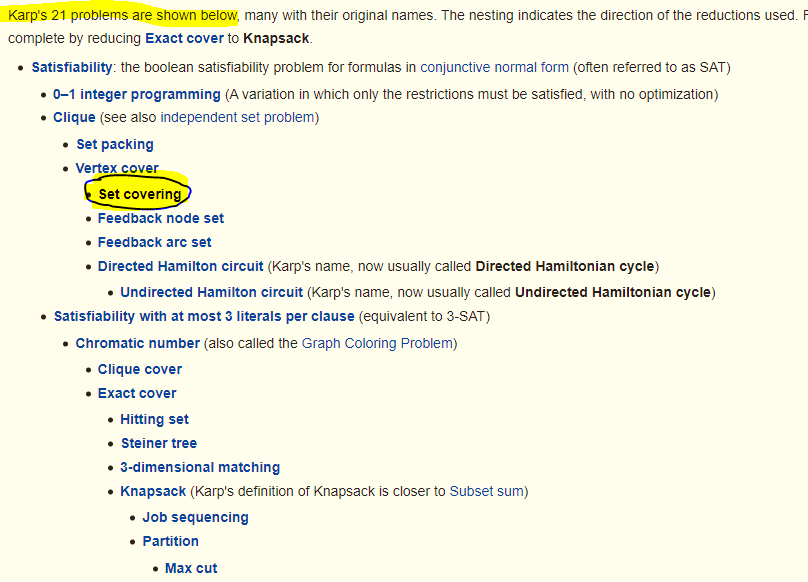 Karp's 21 problems are shown below, many with their original names. The nesting indicates the direction of the reductions used. F
complete by reducing Exact cover to Knapsack.
• Satisfiability: the boolean satisfiability problem for formulas in conjunctive normal form (often referred to as SAT)
• 0–1 integer programming (A variation in which only the restrictions must be satisfied, with no optimization)
• Clique (see also independent set problem)
• Set packing
• Vertex cover
• Set covering
• Feedback node set
• Feedback arc set
• Directed Hamilton circuit (Karp's name, now usually called Directed Hamiltonian cycle)
• Undirected Hamilton circuit (Karp's name, now usually called Undirected Hamiltonian cycle)
• Satisfiability with at most 3 literals per clause (equivalent to 3-SAT)
• Chromatic number (also called the Graph Coloring Problem)
• Clique cover
• Exact cover
• Hitting set
• Steiner tree
• 3-dimensional matching
• Knapsack (Karp's definition of Knapsack is closer to Subset sum)
• Job sequencing
• Partition
• Max cut